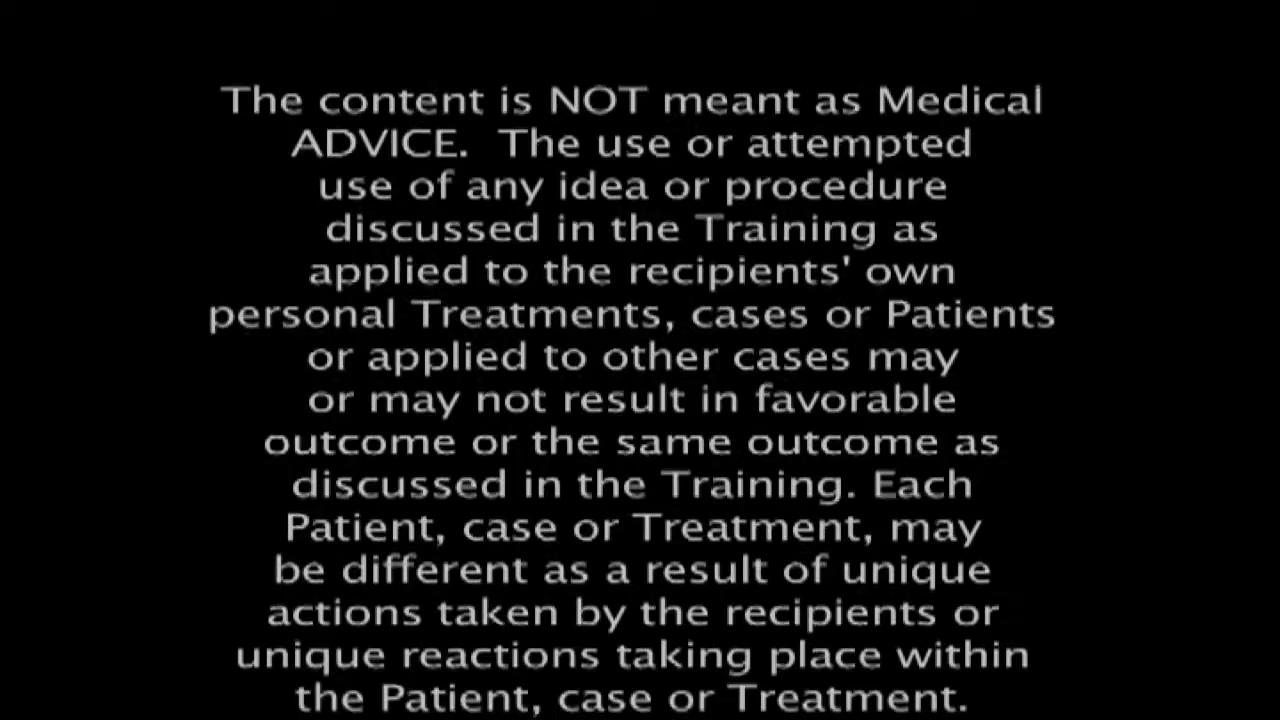 The content is NOT meant as Medical
ADVICE.  The use or attempted
use of any idea or procedure
discussed in the Training as
applied to the recipients' own
personal Treatments, cases or Patients
or applied to other cases may
or may not result in favorable
outcome or the same outcome as
discussed in the Training. Each
Patient, case or Treatment, may
be different as a result of unique
actions taken by the recipients or
unique reactions taking place within
the Patient, case or Treatment.